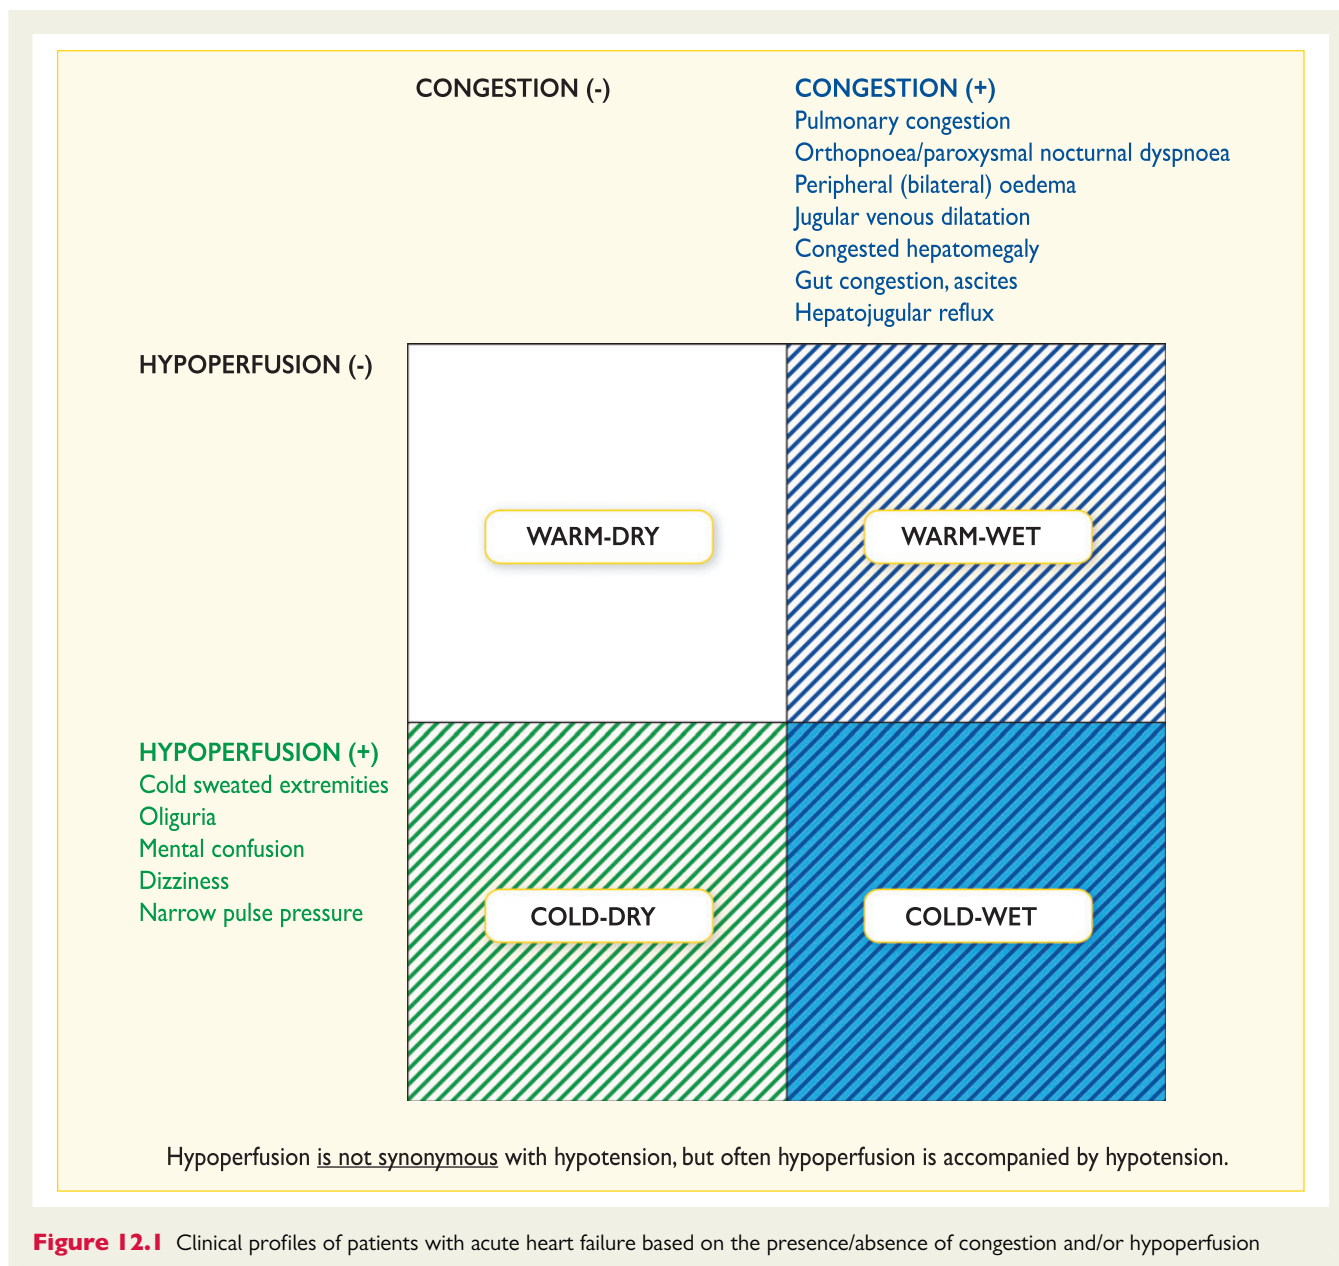 CONGESTION (-)
CONGESTION (+)
Pulmonary congestion
Orthopnoea/paroxysmal nocturnal dyspnoea
Peripheral (bilateral) oedema
Jugular venous dilatation
Congested hepatomegaly
Gut congestion, ascites
Hepatojugular reflux
HYPOPERFUSION (-)
WARM-DRY
WARM-WET
HYPOPERFUSION (+)
Cold sweated extremities
Oliguria
Mental confusion
Dizziness
Narrow pulse pressure
COLD-DRY
COLD-WET
Hypoperfusion is not synonymous with hypotension, but often hypoperfusion is accompanied by hypotension.
Figure 12.1 Clinical profiles of patients with acute heart failure based on the presence/absence of congestion and/or hypoperfusion